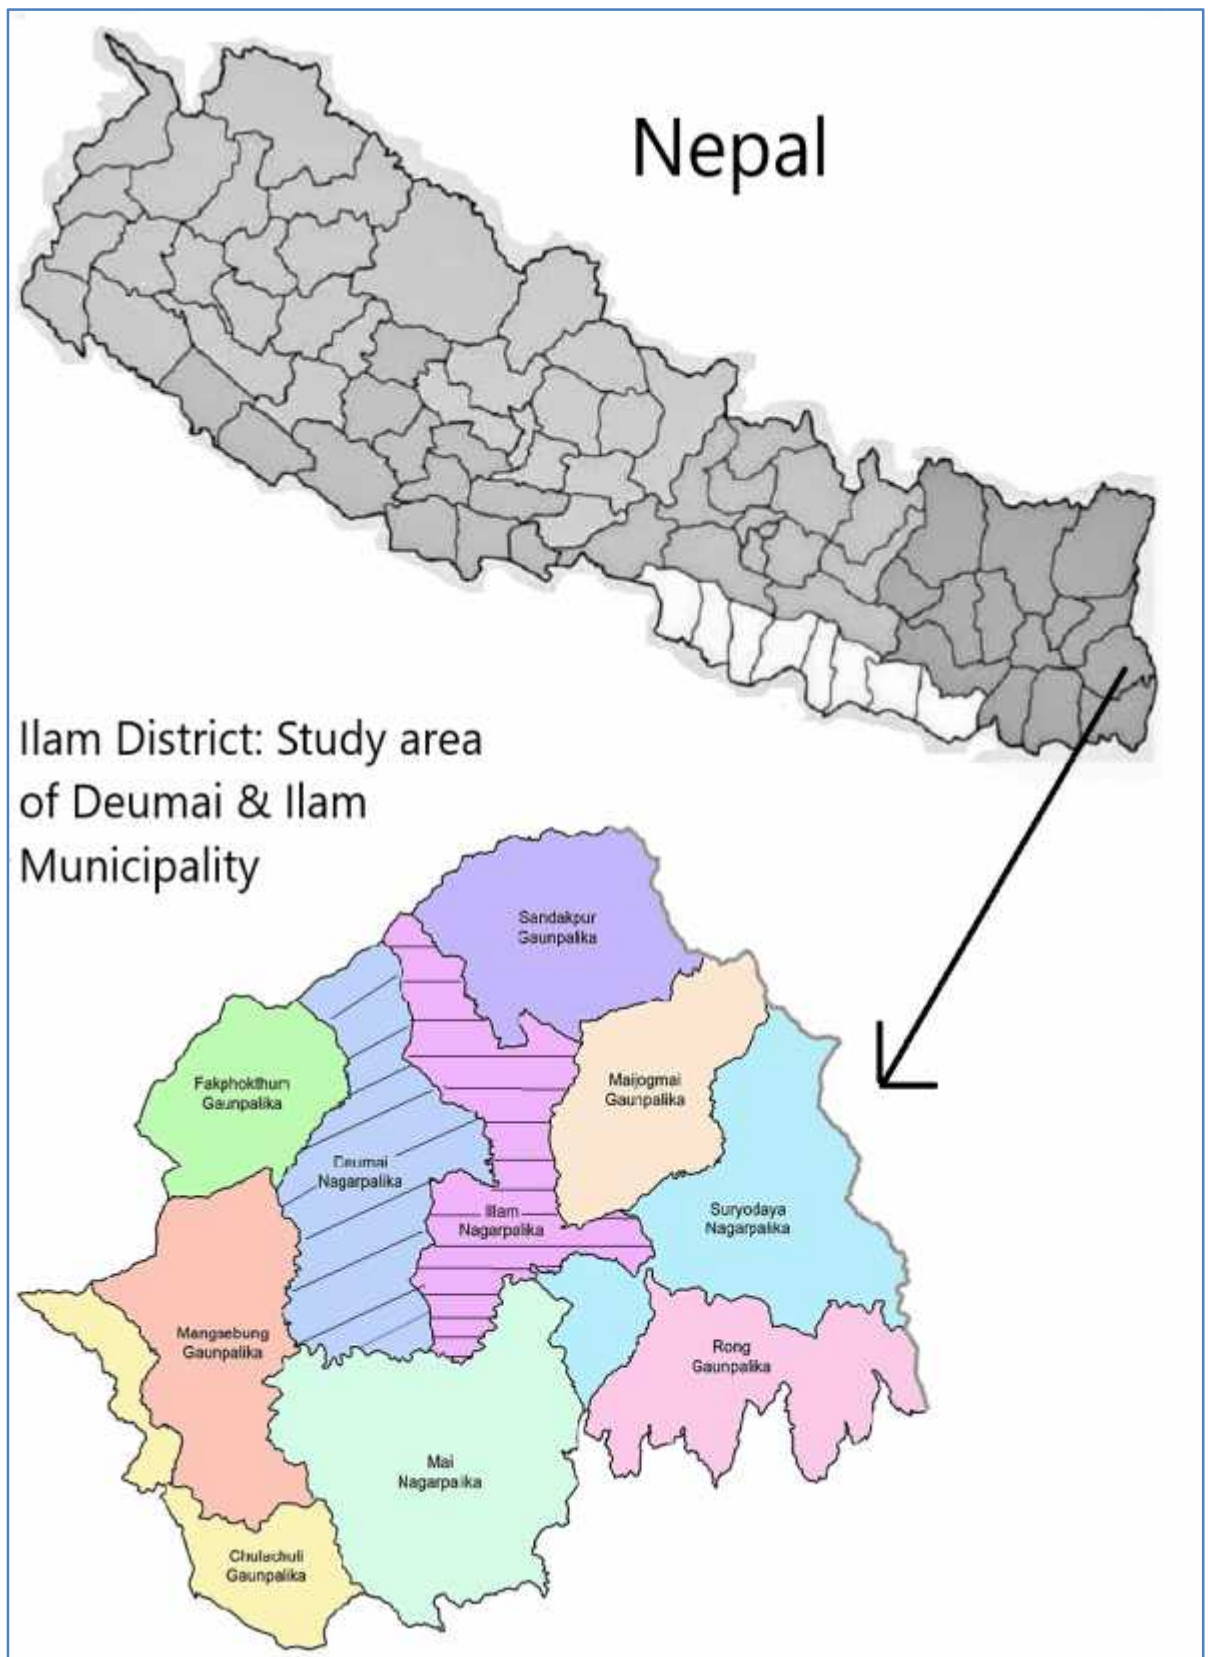 Nepal
Ilam District: Study area
of Deumai & Ilam
Municipality
Sandakpur
Gaunpalika
Maijogmai
Gaunpalika
Fakphokthum
Gaunpalika
Deumai
Nagarpalika
Illam
Nagarpalika
Suryodaya
Nagarpalika
Mangsebung
Gaunpalika
Rong
Gaunpalika
Mai
Nagarpalika
Chulachuli
Gaunpalika